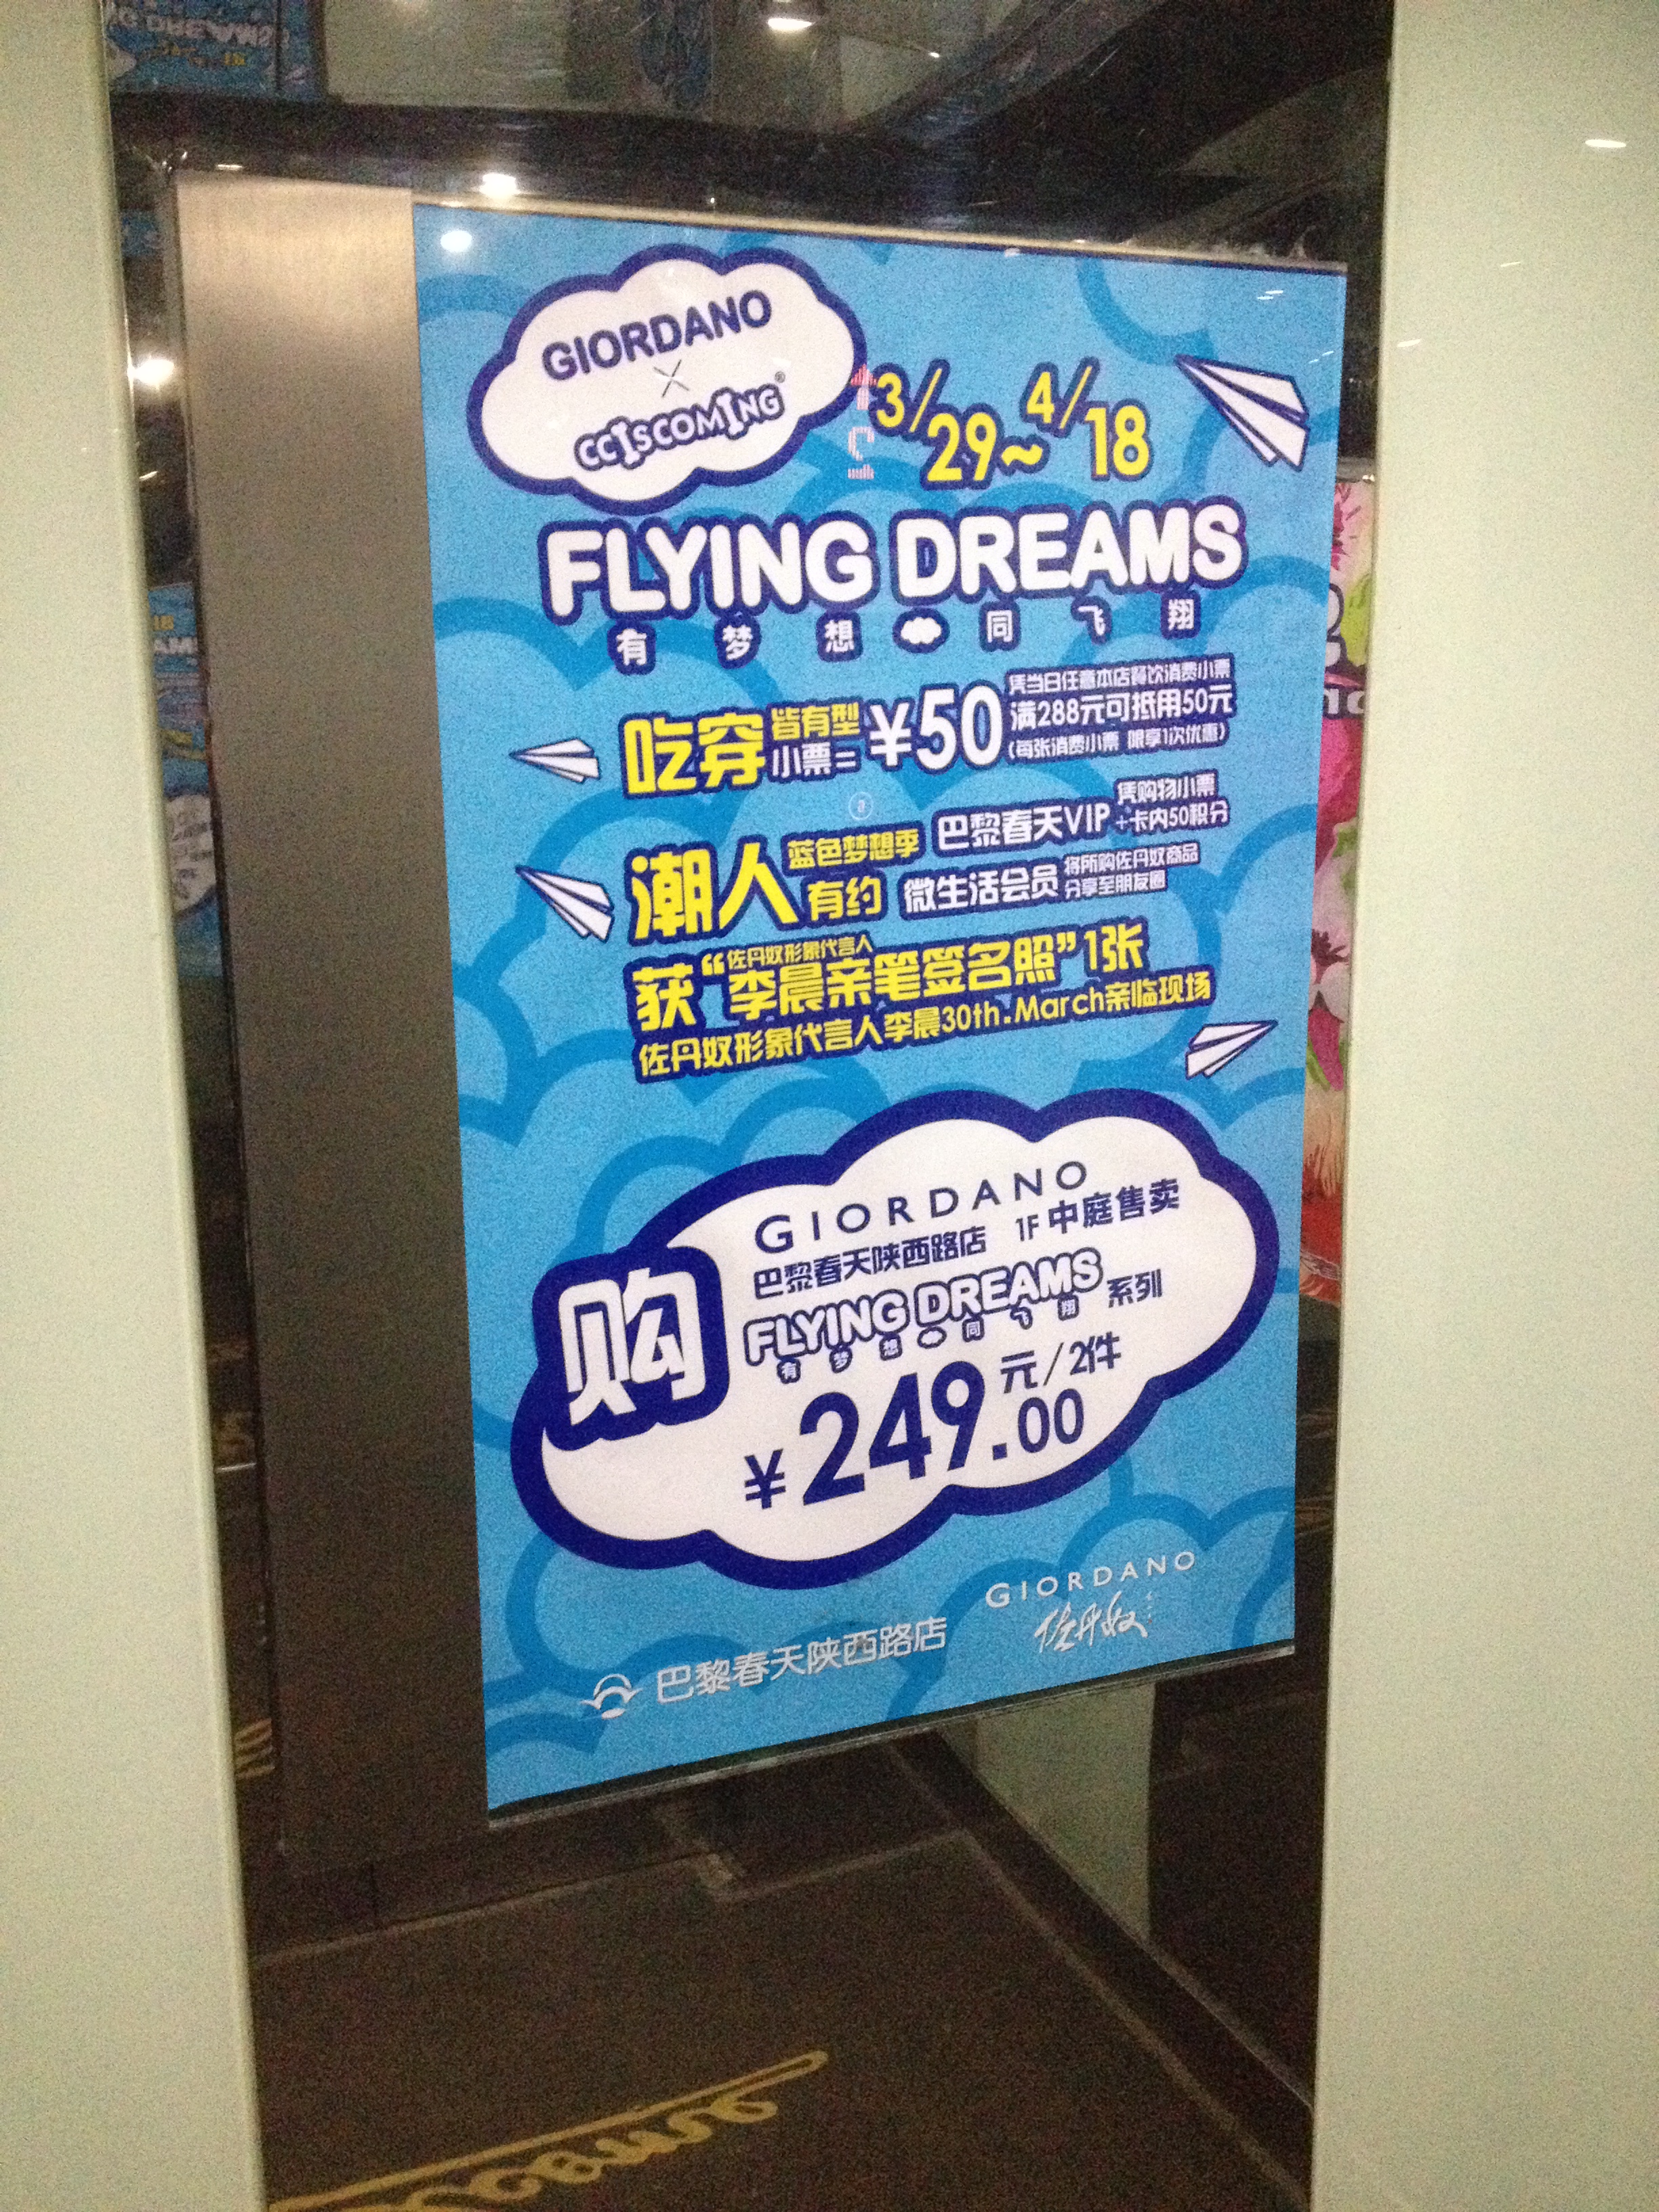 GIORDANO
×
CCISCOMING®
3/29~4/18
FLYING DREAMS
有梦想 同飞翔
吃穿皆有型
小票=¥50
凭当日任意本店餐饮消费小票
满288元可抵用50元
(每张消费小票 限享1次优惠)
潮人蓝色梦想季
有约
巴黎春天VIP 凭购物小票
+卡内50积分
微生活会员 将所购佐丹奴商品
分享至朋友圈
佐丹奴形象代言人
获“李晨亲笔签名照”1张
佐丹奴形象代言人李晨30th.March亲临现场
购
GIORDANO
巴黎春天陕西路店 1F中庭售卖
FLYING DREAMS 系列
有梦想 同飞翔
¥249.00元/2件
巴黎春天陕西路店
GIORDANO
佐丹奴